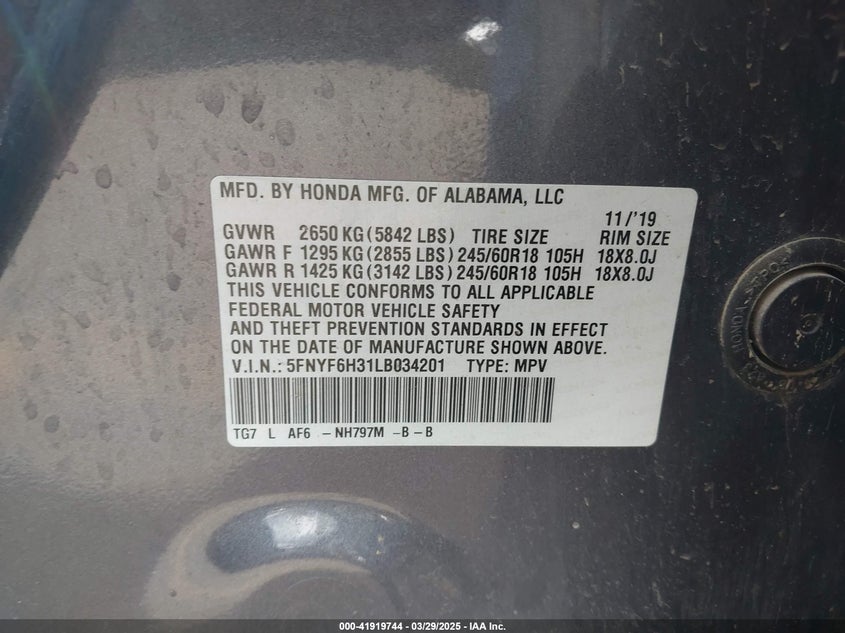 MFD. BY HONDA MFG. OF ALABAMA, LLC
11/'19
GVWR 2650 KG (5842 LBS) TIRE SIZE RIM SIZE
GAWR F 1295 KG (2855 LBS) 245/60R18 105H 18X8.0J
GAWR R 1425 KG (3142 LBS) 245/60R18 105H 18X8.0J
THIS VEHICLE CONFORMS TO ALL APPLICABLE
FEDERAL MOTOR VEHICLE SAFETY
AND THEFT PREVENTION STANDARDS IN EFFECT
ON THE DATE OF MANUFACTURE SHOWN ABOVE.
V.I.N.: 5FNYF6H31LB034201 TYPE: MPV
TG7 L AF6 -NH797M -B-B
HONDA
000-41919744 | 03/29/2025 - IAA Inc.